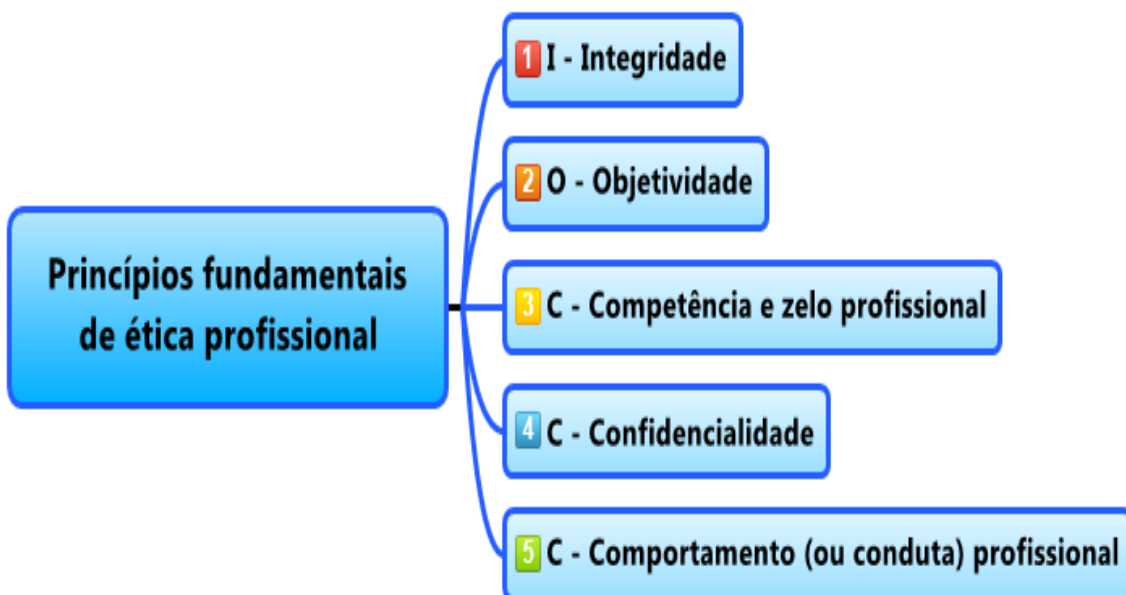 1 I - Integridade
2 O - Objetividade
Princípios fundamentais
de ética profissional
3 C - Competência e zelo profissional
4 C - Confidencialidade
5 C - Comportamento (ou conduta) profissional